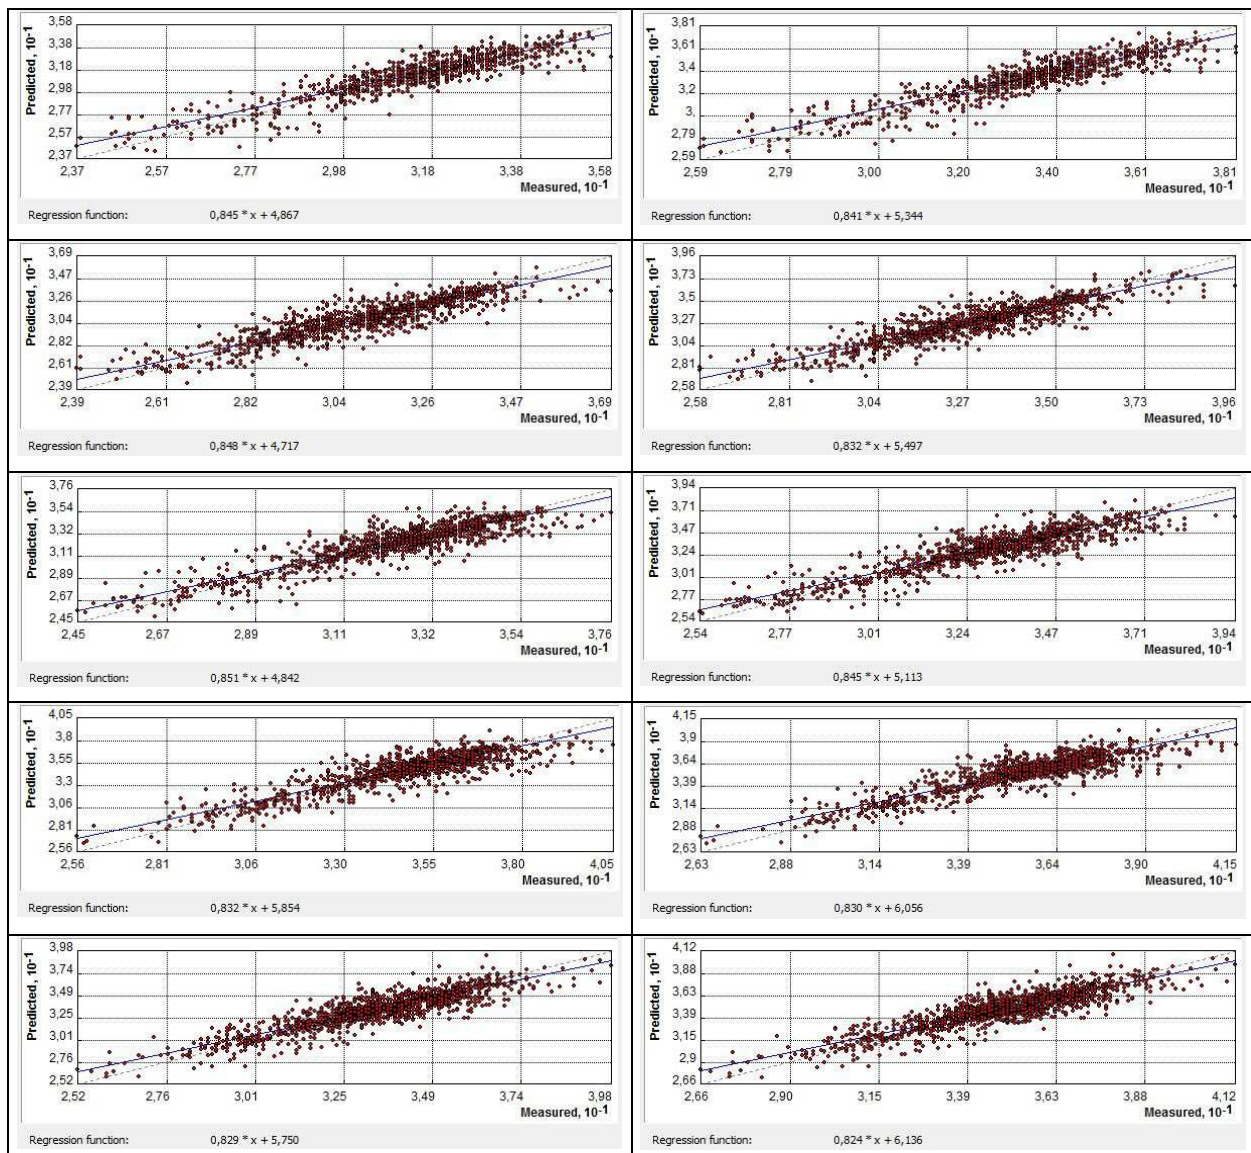 Predicted, 10-1
3,58
3,38
3,18
2,98
2,77
2,57
2,37
2,37 2,57 2,77 2,98 3,18 3,38 3,58
Measured, 10-1
Regression function: 0,845 * x + 4,867
Predicted, 10-1
3,81
3,61
3,4
3,2
3,
2,79
2,59
2,59 2,79 3,00 3,20 3,40 3,61 3,81
Measured, 10-1
Regression function: 0,841 * x + 5,344
Predicted, 10-1
3,69
3,47
3,26
3,04
2,82
2,61
2,39
2,39 2,61 2,82 3,04 3,26 3,47 3,69
Measured, 10-1
Regression function: 0,848 * x + 4,717
Predicted, 10-1
3,96
3,73
3,5
3,27
3,04
2,81
2,58
2,58 2,81 3,04 3,27 3,50 3,73 3,96
Measured, 10-1
Regression function: 0,832 * x + 5,497
Predicted, 10-1
3,76
3,54
3,32
3,11
2,89
2,67
2,45
2,45 2,67 2,89 3,11 3,32 3,54 3,76
Measured, 10-1
Regression function: 0,851 * x + 4,842
Predicted, 10-1
3,94
3,71
3,47
3,24
3,01
2,77
2,54
2,54 2,77 3,01 3,24 3,47 3,71 3,94
Measured, 10-1
Regression function: 0,845 * x + 5,113
Predicted, 10-1
4,05
3,8
3,55
3,3
3,06
2,81
2,56
2,56 2,81 3,06 3,30 3,55 3,80 4,05
Measured, 10-1
Regression function: 0,832 * x + 5,854
Predicted, 10-1
4,15
3,9
3,64
3,39
3,14
2,88
2,63
2,63 2,88 3,14 3,39 3,64 3,90 4,15
Measured, 10-1
Regression function: 0,830 * x + 6,056
Predicted, 10-1
3,98
3,74
3,49
3,25
3,01
2,76
2,52
2,52 2,76 3,01 3,25 3,49 3,74 3,98
Measured, 10-1
Regression function: 0,829 * x + 5,750
Predicted, 10-1
4,12
3,88
3,63
3,39
3,15
2,9
2,66
2,66 2,90 3,15 3,39 3,63 3,88 4,12
Measured, 10-1
Regression function: 0,824 * x + 6,136